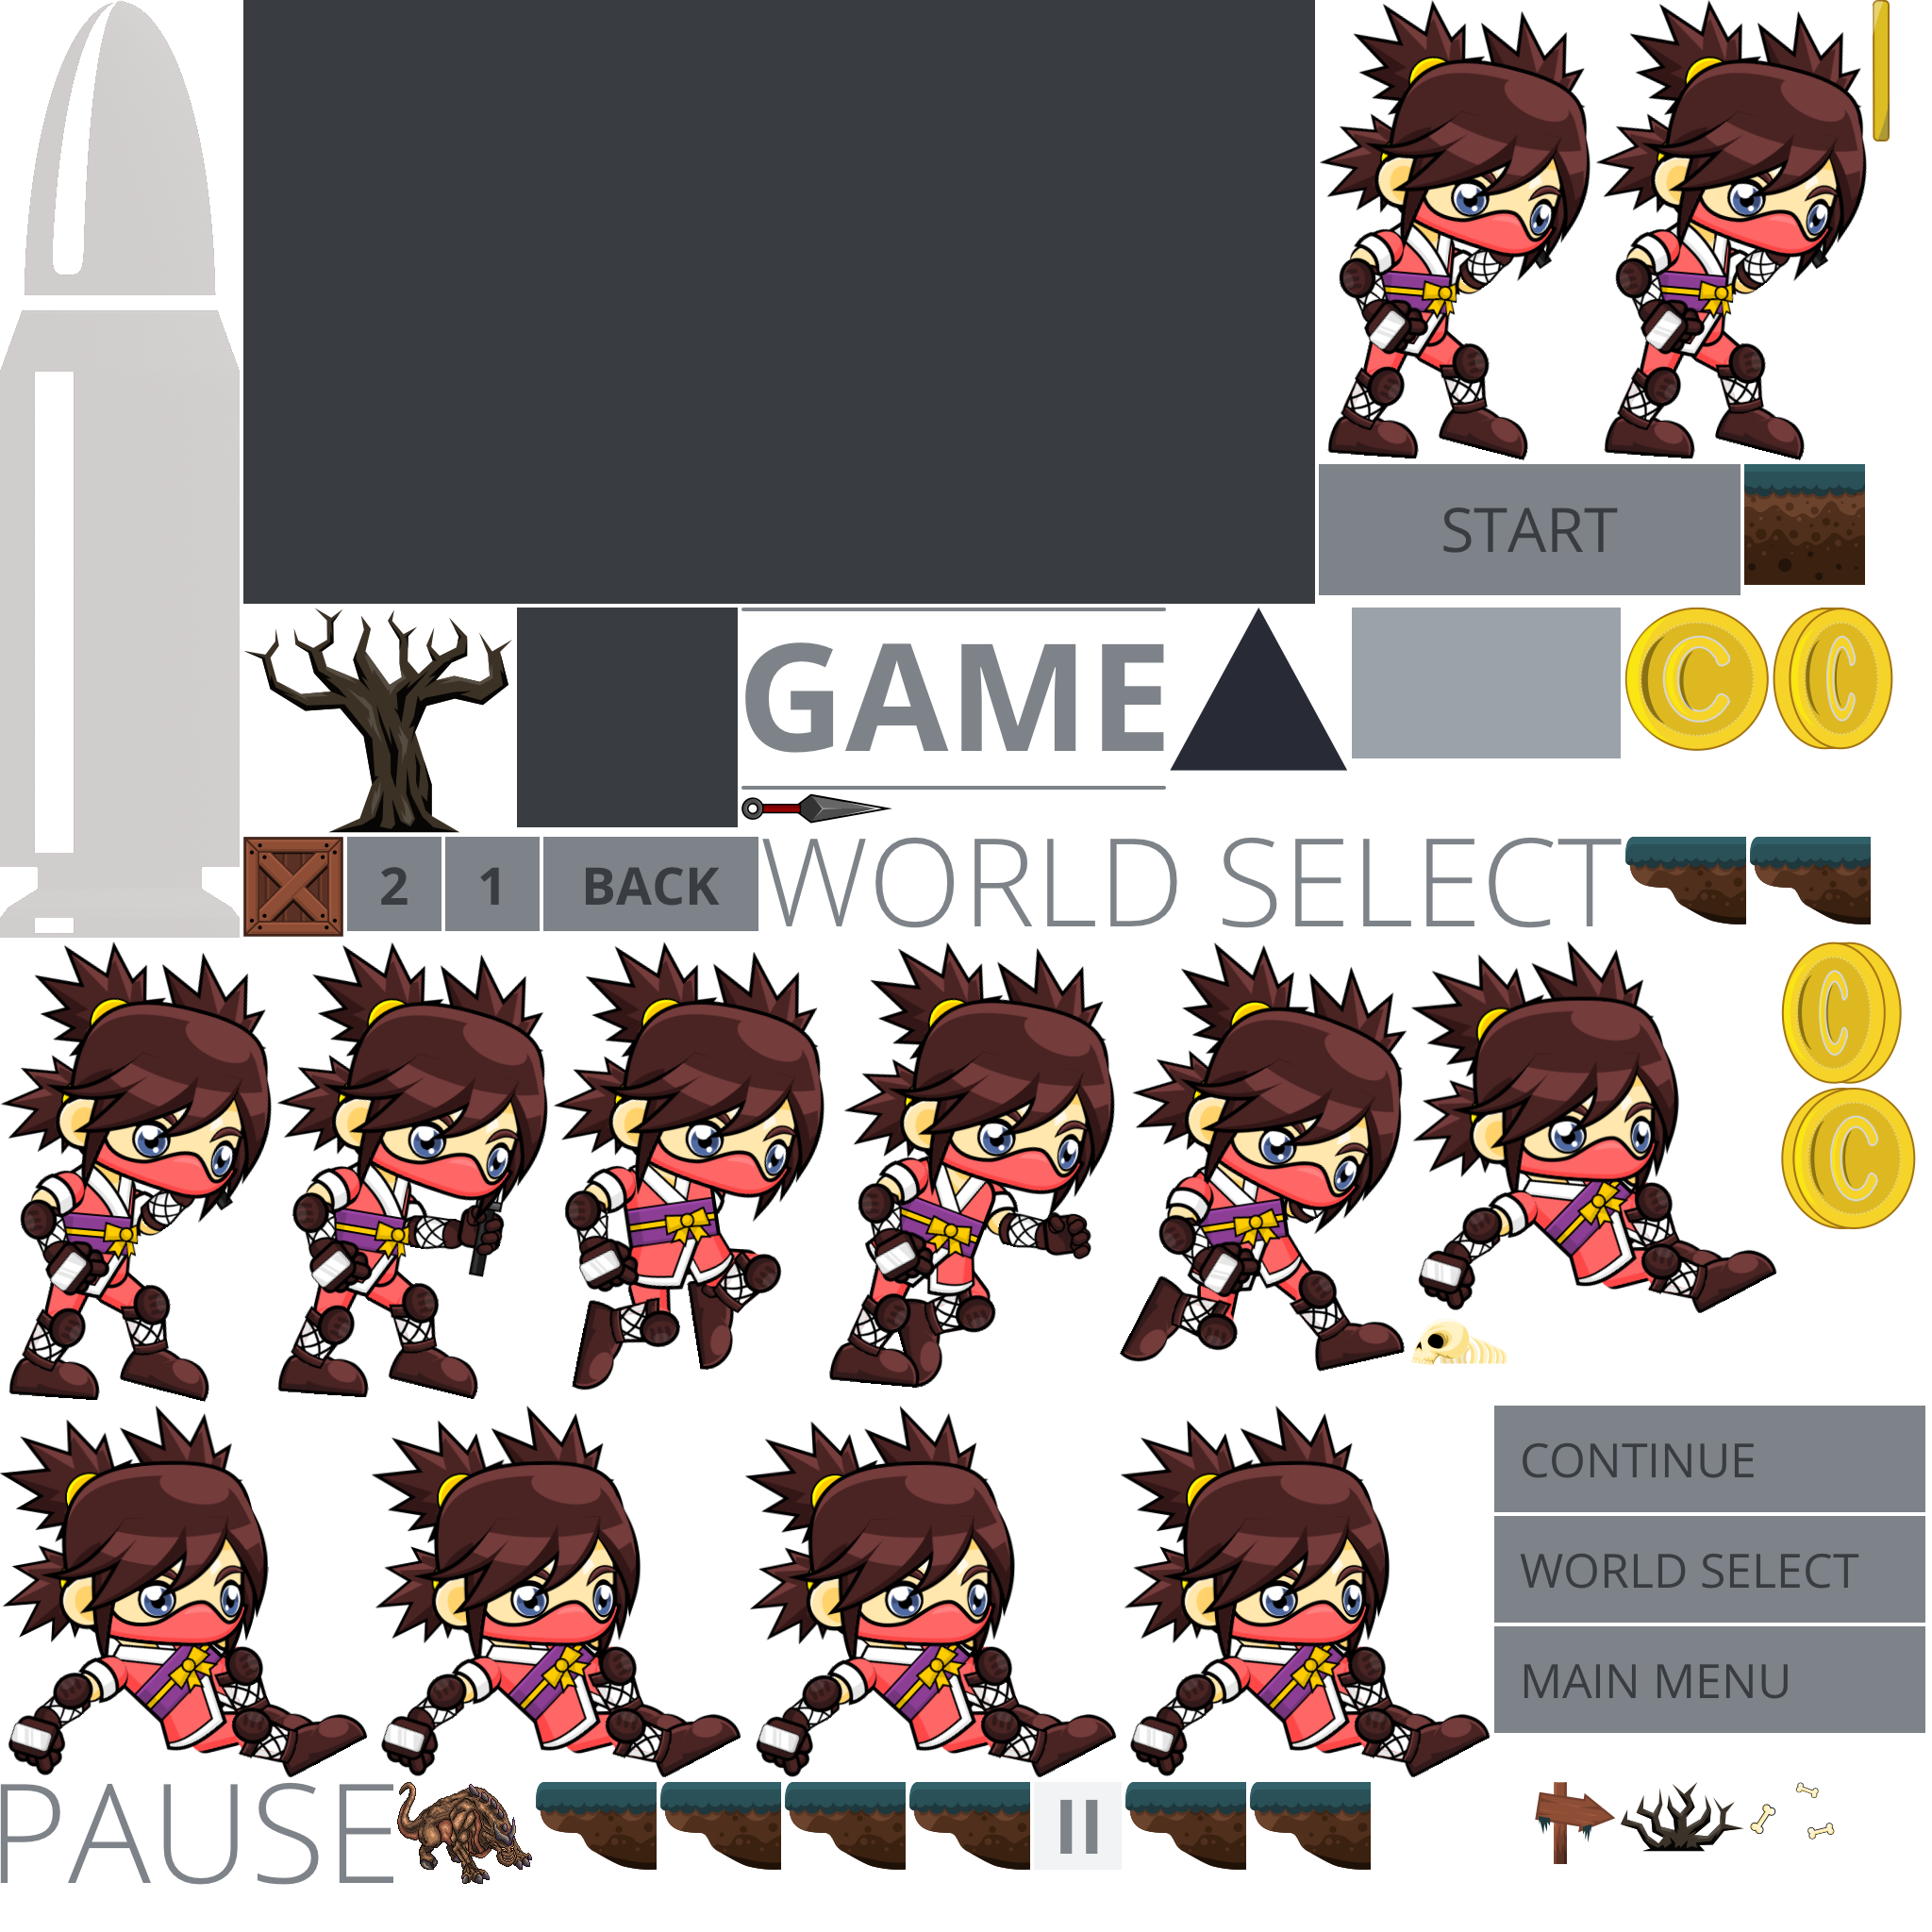 START
GAME
C C
2 1 BACK WORLD SELECT
C
C
CONTINUE
WORLD SELECT
MAIN MENU
PAUSE